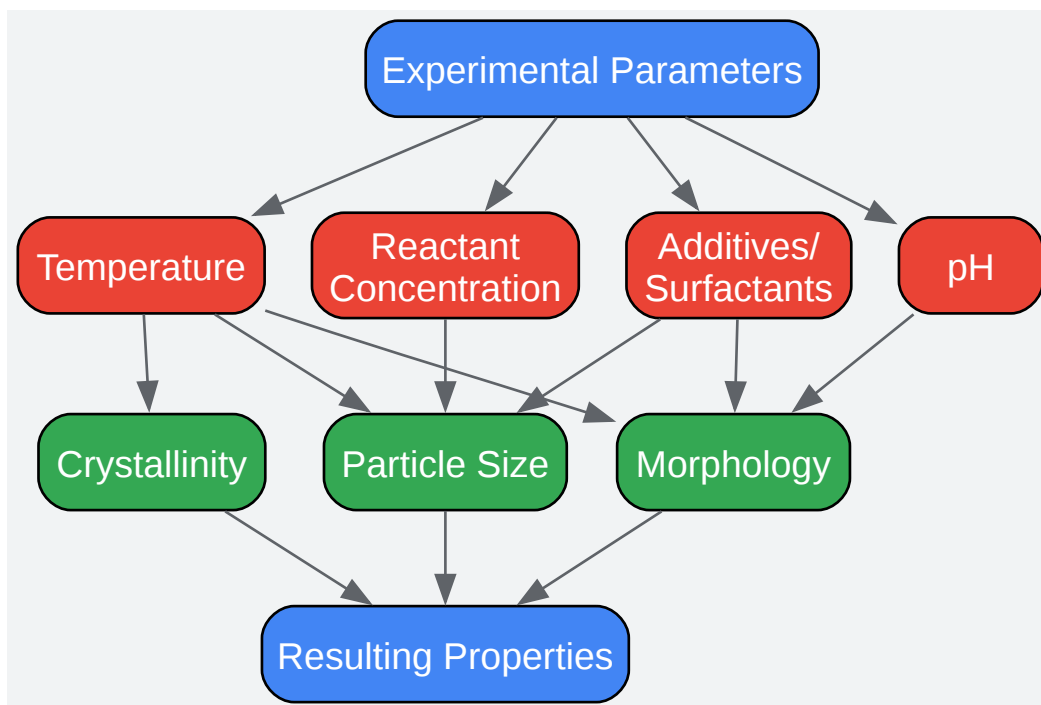 Experimental Parameters
Temperature
Reactant
Concentration
Additives/
Surfactants
pH
Crystallinity
Particle Size
Morphology
Resulting Properties